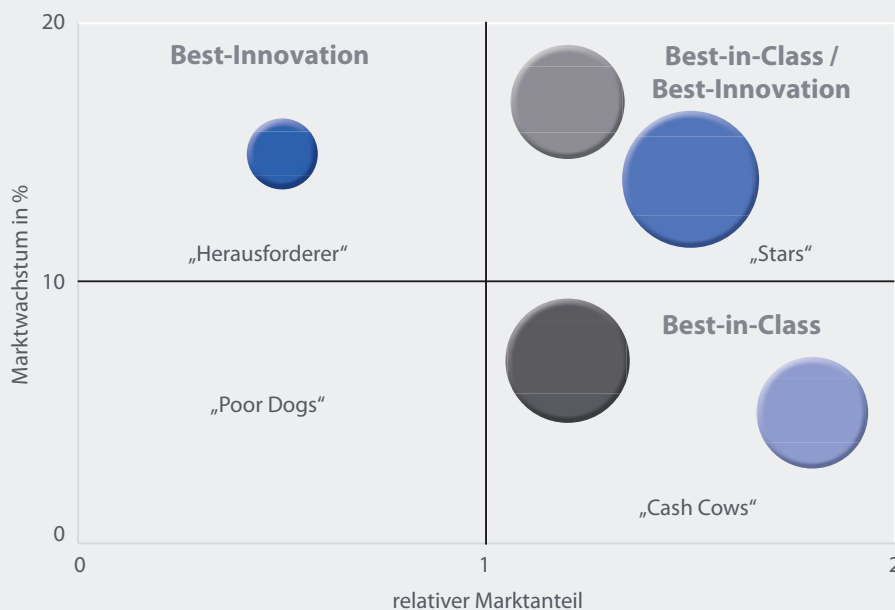 20
Best-Innovation
Best-in-Class /
Best-Innovation
„Herausforderer“
„Stars“
Marktwachstum in %
10
Best-in-Class
„Poor Dogs“
„Cash Cows“
0
0
1
2
relativer Marktanteil